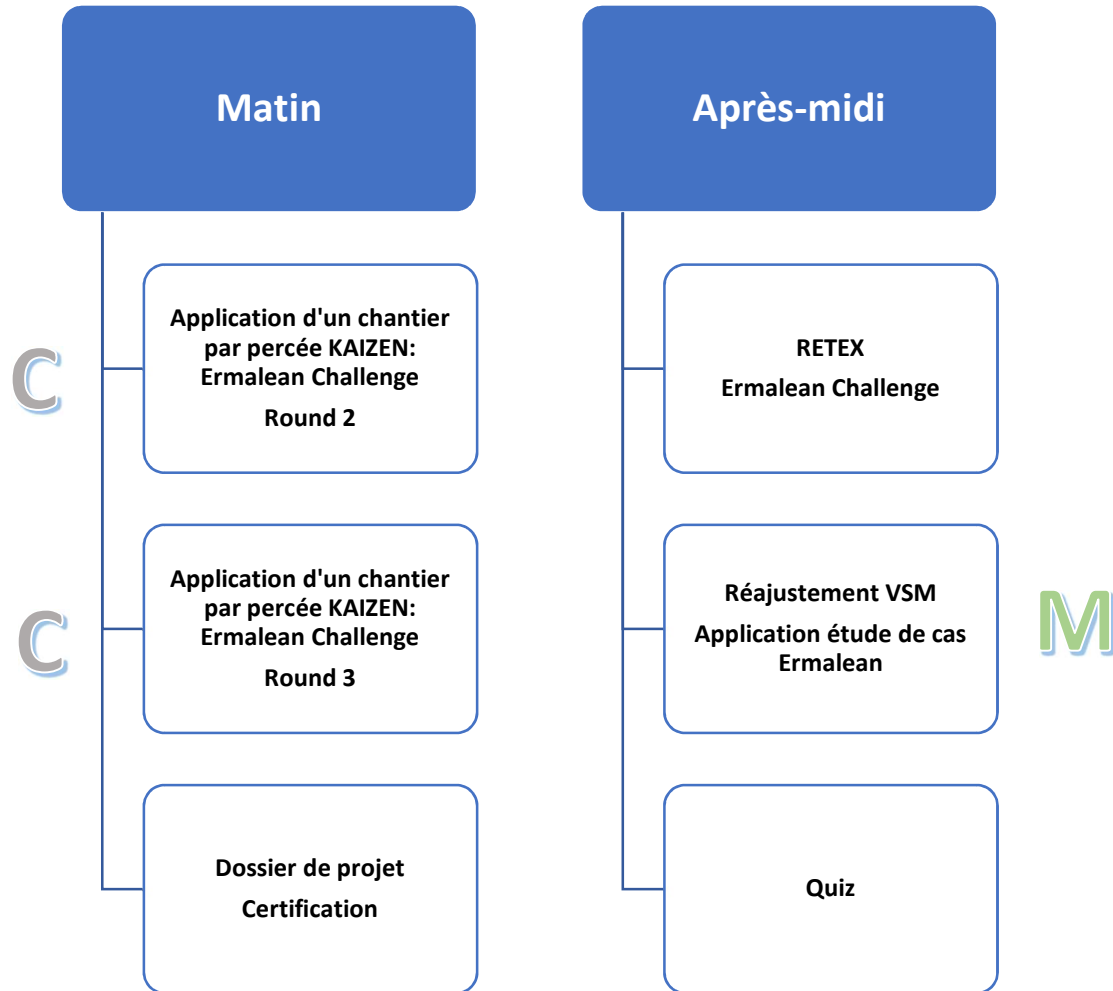 Matin
Application d'un chantier
par percée KAIZEN:
Ermalean Challenge
Round 2
C
Application d'un chantier
par percée KAIZEN:
Ermalean Challenge
Round 3
C
Dossier de projet
Certification
Après-midi
RETEX
Ermalean Challenge
Réajustement VSM
Application étude de cas
Ermalean
M
Quiz